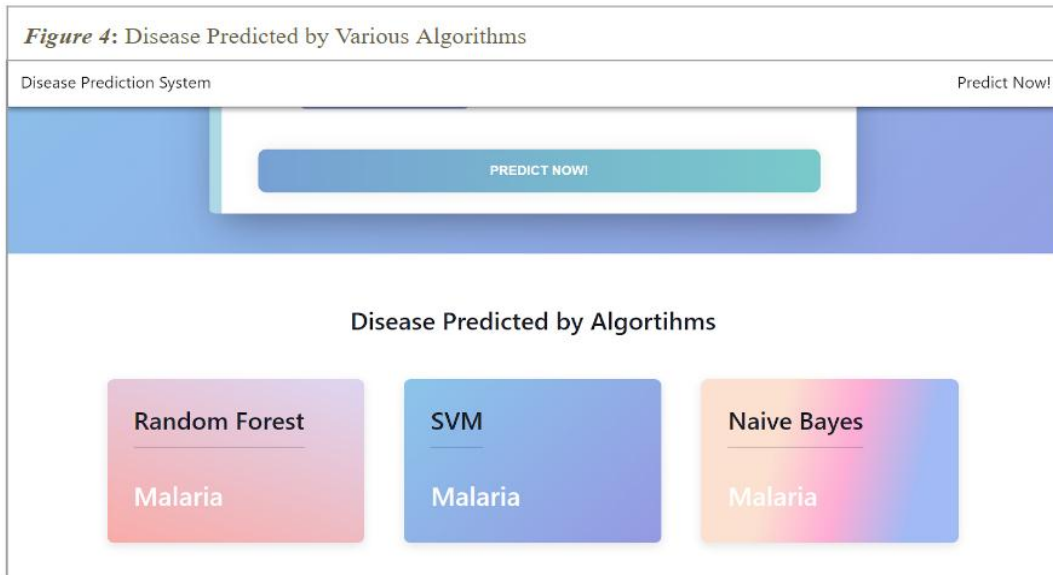 Figure 4: Disease Predicted by Various Algorithms
Disease Prediction System Predict Now!
PREDICT NOW!
Disease Predicted by Algortihms
Random Forest SVM Naive Bayes
Malaria Malaria Malaria